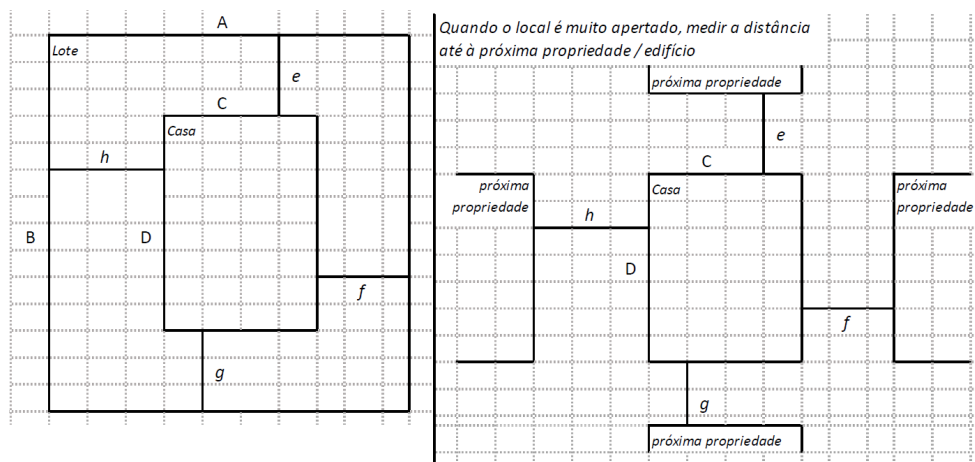 A
Lote
e
C
Casa
h
B
D
f
g
Quando o local é muito apertado, medir a distância
até à próxima propriedade / edifício
próxima propriedade
e
C
próxima
propriedade
Casa
próxima
propriedade
h
D
f
g
próxima propriedade